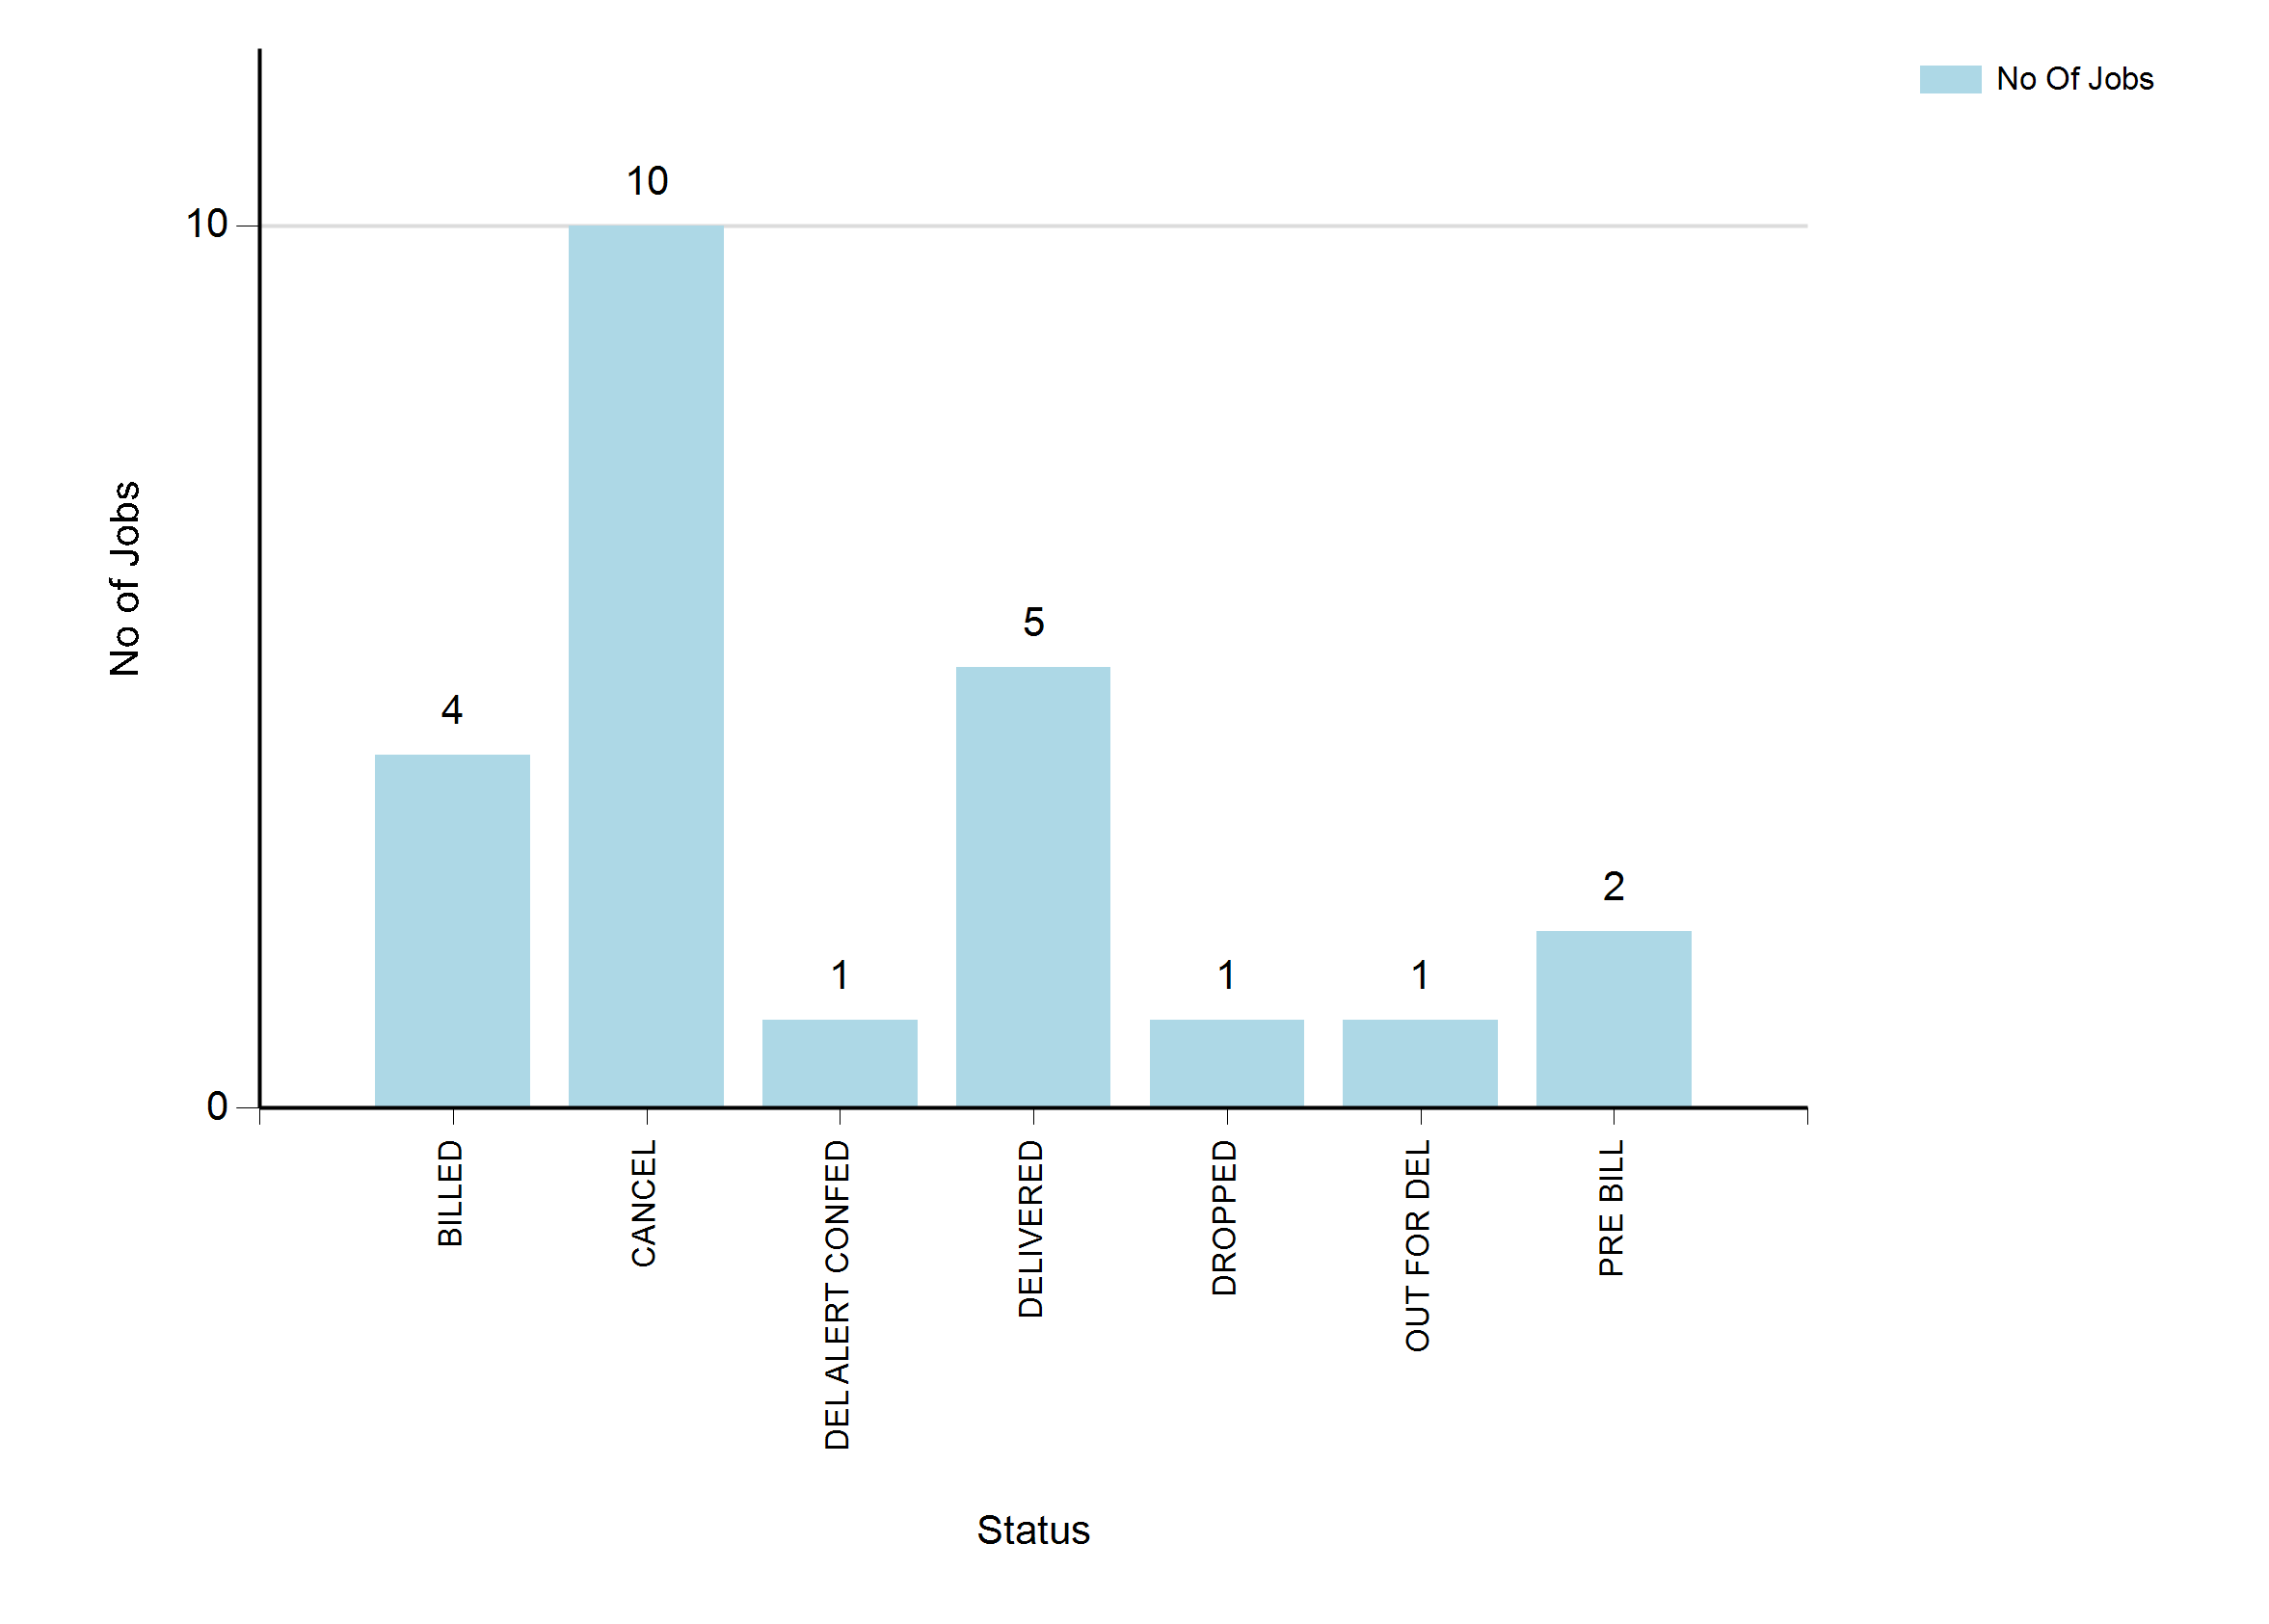 No Of Jobs
10
10
No of Jobs
5
4
2
1
1
1
0
BILLED
CANCEL
DEL ALERT CONFED
DELIVERED
DROPPED
OUT FOR DEL
PRE BILL
Status